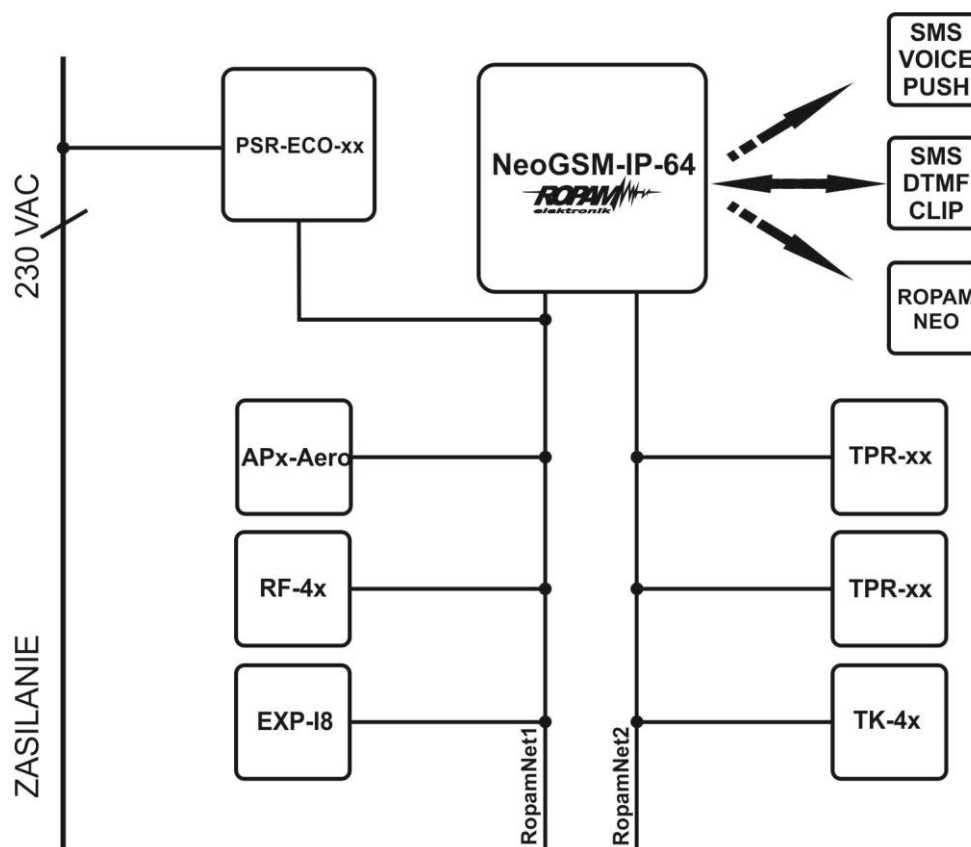 SMS
VOICE
PUSH
PSR-ECO-xx
NeoGSM-IP-64
ROPAM
elektronik
SMS
DTMF
CLIP
230 VAC
ROPAM
NEO
APx-Aero
TPR-xx
RF-4x
TPR-xx
EXP-I8
TK-4x
ZASILANIE
RopamNet1
RopamNet2